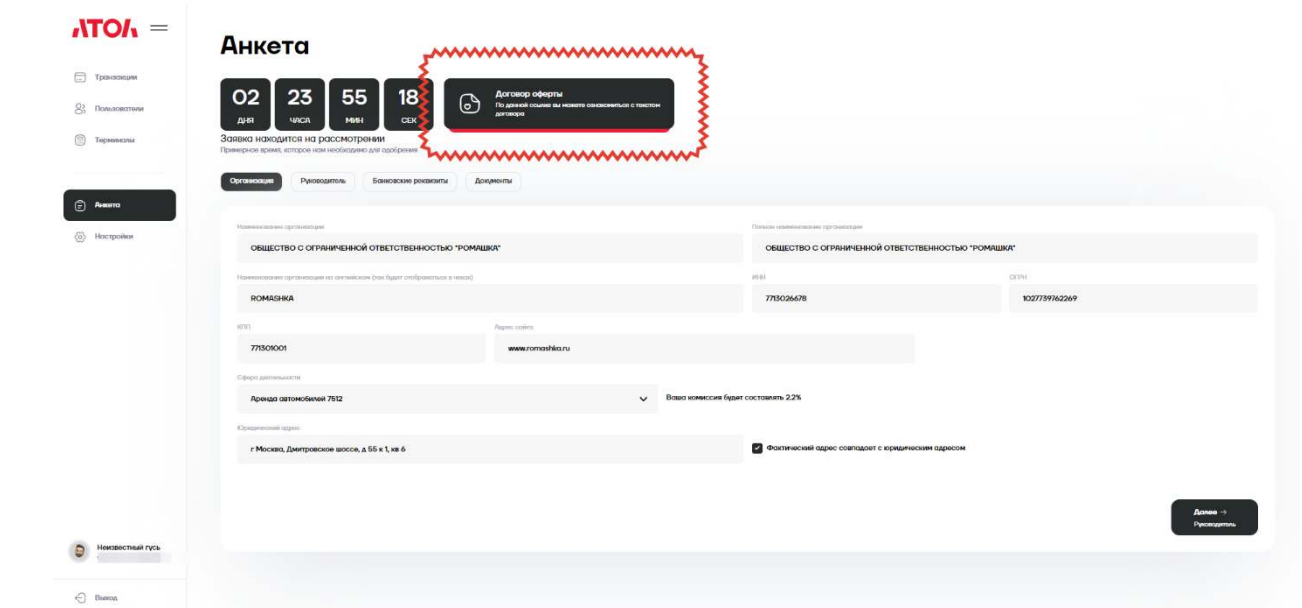 АТОЛ
Транзакции
Пользователи
Терминалы
Анкета
Настройки
Неизвестный гусь
Выход
Анкета
02 23 55 18
ДНЯ ЧАСА МИН СЕК
Договор оферты
По данной ссылке вы можете ознакомиться с текстом
договора
Заявка находится на рассмотрении
Примерное время, которое нам необходимо для одобрения
Организация Руководитель Банковские реквизиты Документы
Наименование организации Полное наименование организации
ОБЩЕСТВО С ОГРАНИЧЕННОЙ ОТВЕТСТВЕННОСТЬЮ "РОМАШКА" ОБЩЕСТВО С ОГРАНИЧЕННОЙ ОТВЕТСТВЕННОСТЬЮ "РОМАШКА"
Наименование организации на английском (так будет отображаться в чеках) ИНН ОГРН
ROMASHKA 7713026678 1027739762269
КПП Адрес сайта
771301001 www.romashka.ru
Сфера деятельности
Аренда автомобилей 7512 Ваша комиссия будет составлять 2.2%
Юридический адрес
г Москва, Дмитровское шоссе, д 55 к 1, кв 6 Фактический адрес совпадает с юридическим адресом
Далее →
Руководитель